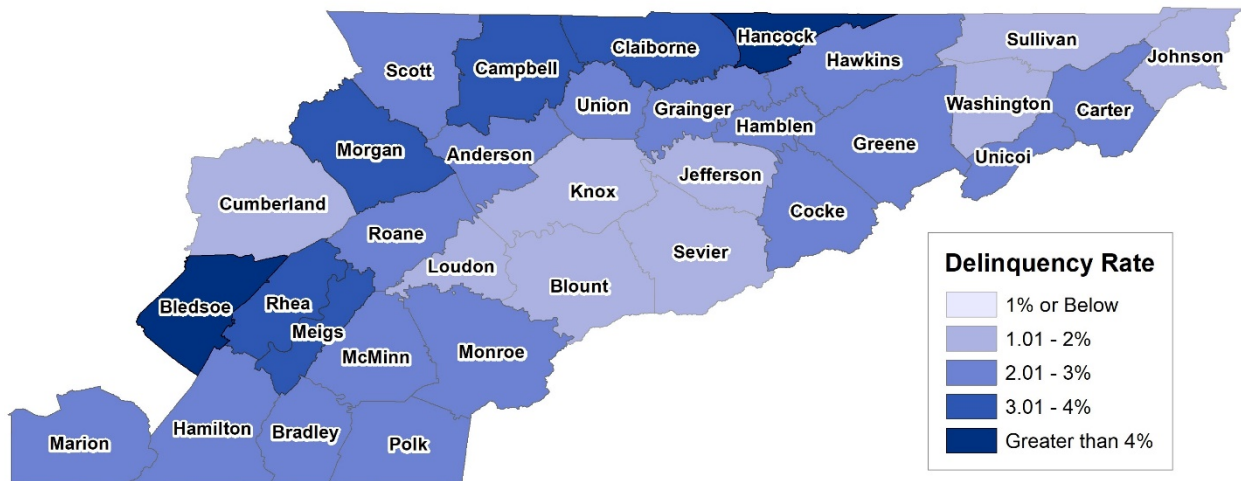 Hancock
Claiborne
Sullivan
Johnson
Scott
Campbell
Hawkins
Union
Grainger
Washington
Carter
Hamblen
Morgan
Anderson
Greene
Unicoi
Jefferson
Knox
Cumberland
Cocke
Roane
Sevier
Loudon
Blount
Bledsoe
Rhea
Meigs
McMinn
Monroe
Hamilton
Bradley
Marion
Polk
Delinquency Rate
1% or Below
1.01 - 2%
2.01 - 3%
3.01 - 4%
Greater than 4%